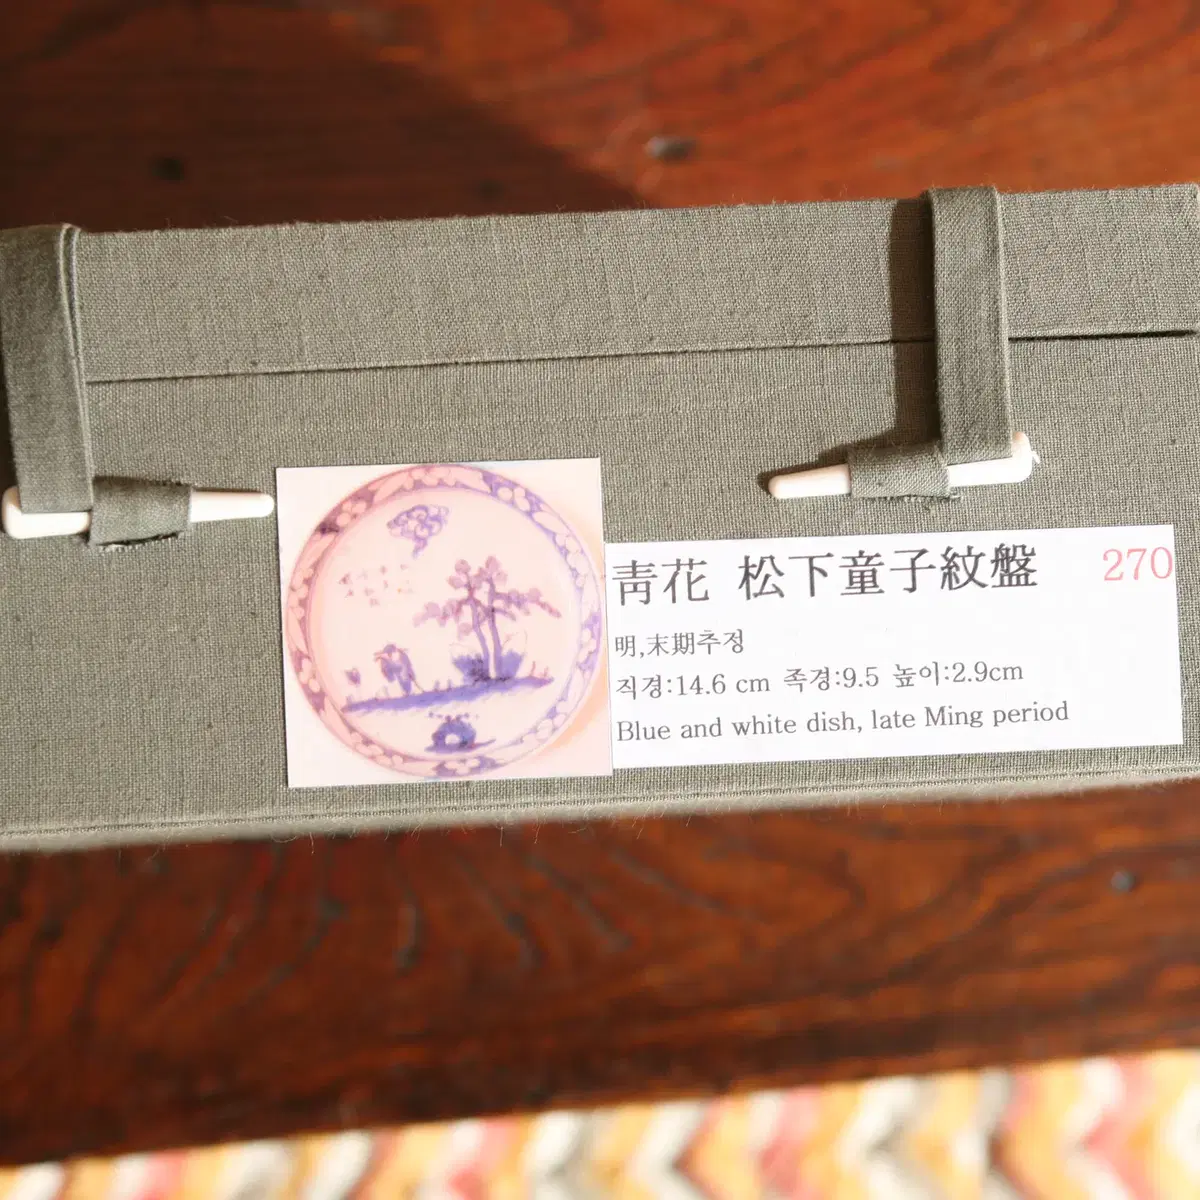 靑花 松下童子紋盤 270
明,末期추정
직경:14.6 cm 족경:9.5 높이:2.9cm
Blue and white dish, late Ming period